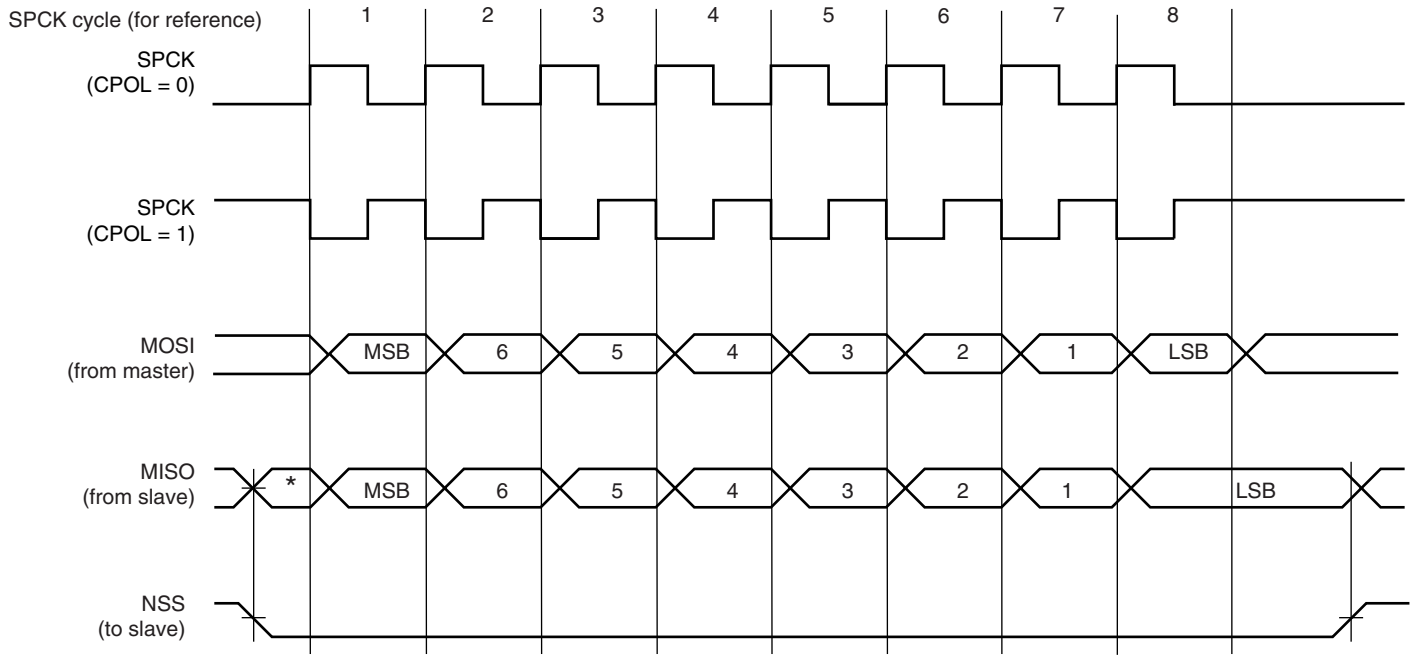 SPCK cycle (for reference) 1 2 3 4 5 6 7 8
SPCK
(CPOL = 0)
SPCK
(CPOL = 1)
MOSI
(from master)
MSB 6 5 4 3 2 1 LSB
MISO
(from slave)
* MSB 6 5 4 3 2 1 LSB
NSS
(to slave)